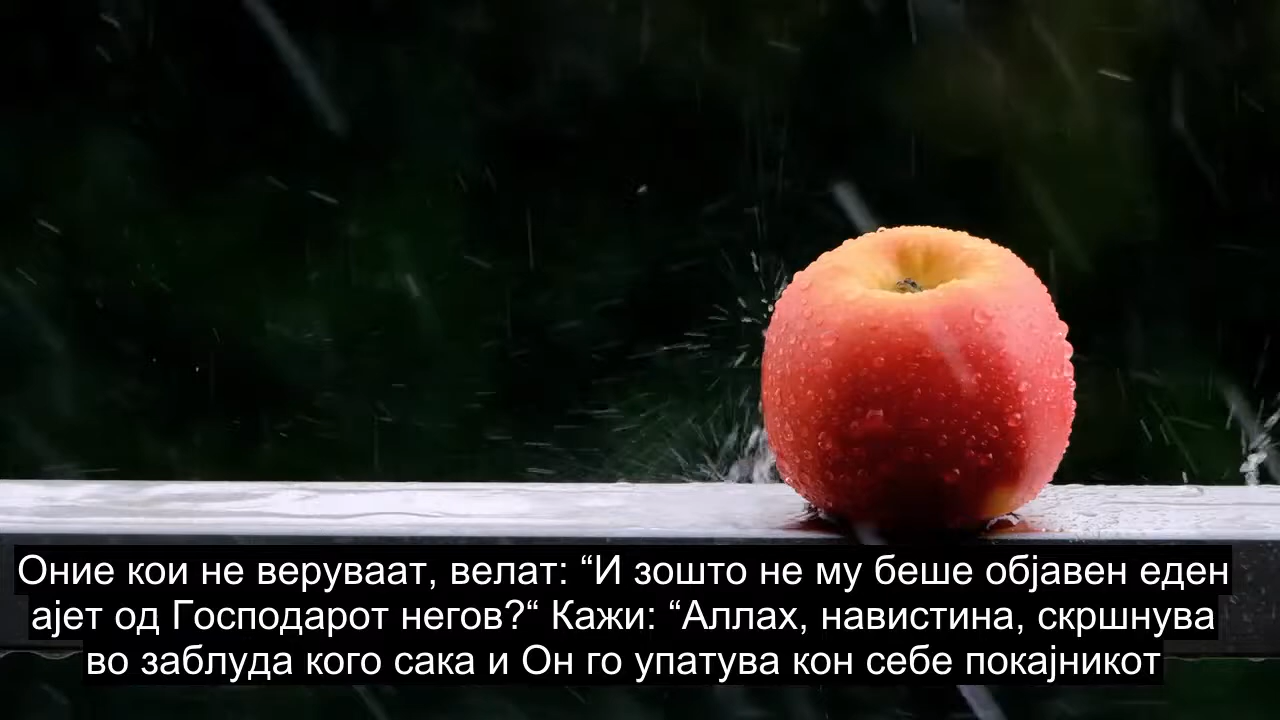 Оние кои не веруваат, велат: “И зошто не му беше објавен еден
ајет од Господарот негов?“ Кажи: “Аллах, навистина, скршнува
во заблуда кого сака и Он го упатува кон себе покајникот